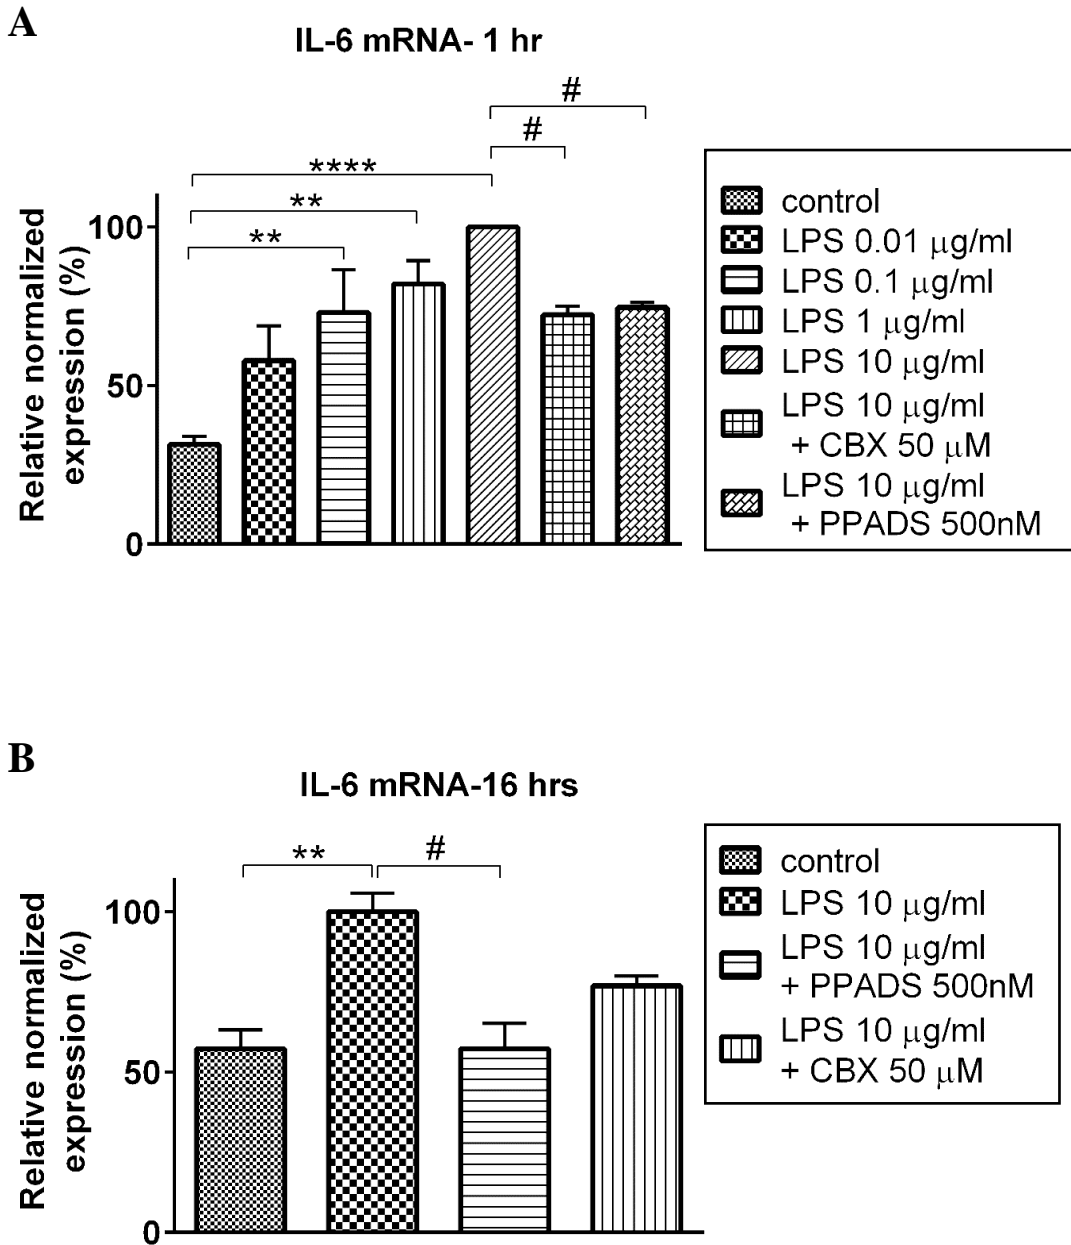 A
IL-6 mRNA- 1 hr
#
#
****
**
**
Relative normalized
expression (%)
100
50
0
control
LPS 0.01 μg/ml
LPS 0.1 μg/ml
LPS 1 μg/ml
LPS 10 μg/ml
LPS 10 μg/ml
+ CBX 50 μM
LPS 10 μg/ml
+ PPADS 500nM
B
IL-6 mRNA-16 hrs
** #
Relative normalized
expression (%)
100
50
0
control
LPS 10 μg/ml
LPS 10 μg/ml
+ PPADS 500nM
LPS 10 μg/ml
+ CBX 50 μM